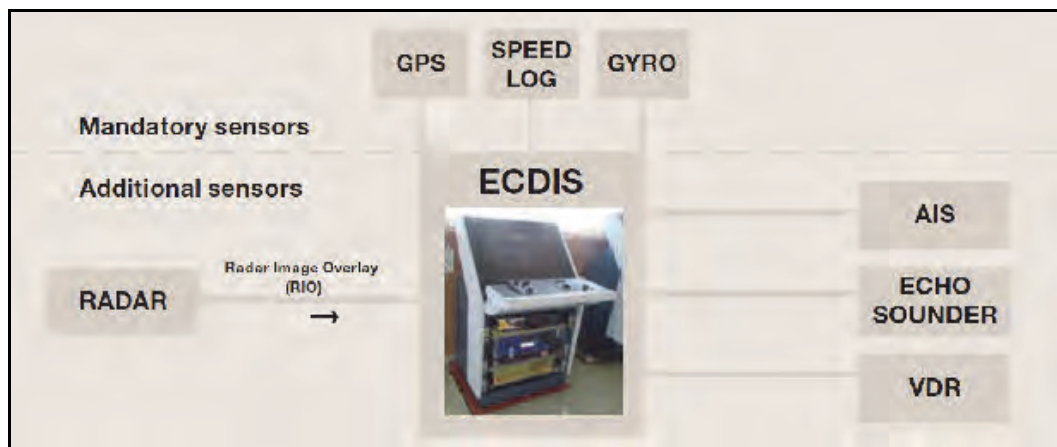 GPS
SPEED
LOG
GYRO
Mandatory sensors
Additional sensors
ECDIS
AIS
Radar Image Overlay
(RIO)
→
RADAR
ECHO
SOUNDER
VDR